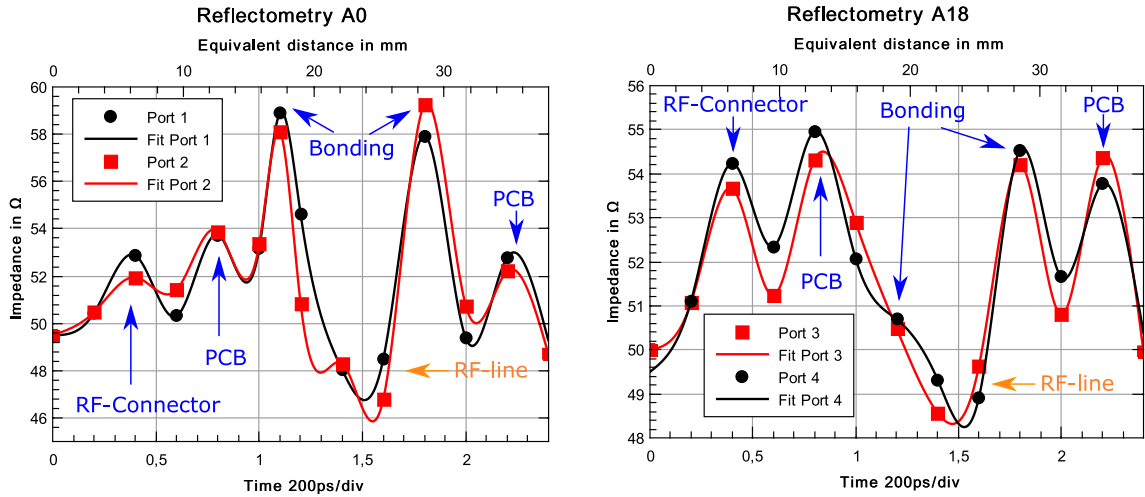 Reflectometry A0
Equivalent distance in mm
0 10 20 30
60
58
56
54
52
50
48
46
Impedance in Ω
Port 1
Fit Port 1
Port 2
Fit Port 2
Bonding
PCB
PCB
RF-Connector
RF-line
0 0,5 1 1,5 2
Time 200ps/div
Reflectometry A18
Equivalent distance in mm
0 10 20 30
56
55
54
53
52
51
50
49
48
Impedance in Ω
RF-Connector
Bonding
PCB
PCB
Port 3
Fit Port 3
Port 4
Fit Port 4
RF-line
0 0,5 1 1,5 2
Time 200ps/div